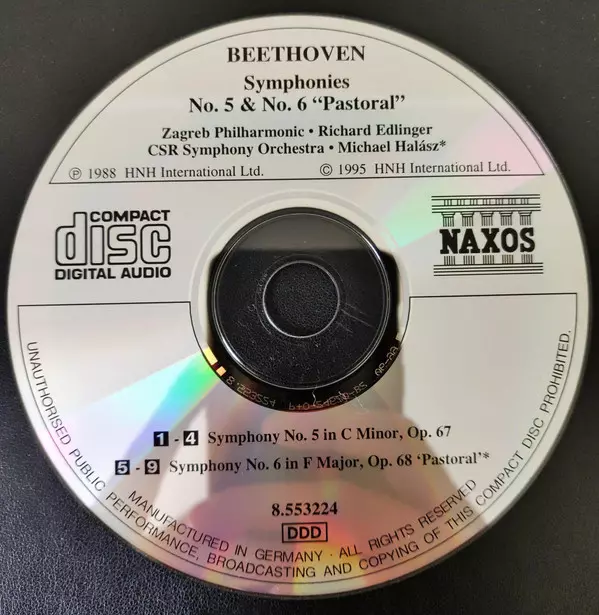 BEETHOVEN
Symphonies
No. 5 & No. 6 “Pastoral”
Zagreb Philharmonic • Richard Edlinger
CSR Symphony Orchestra • Michael Halász*
℗ 1988 HNH International Ltd. © 1995 HNH International Ltd.
COMPACT
disc
DIGITAL AUDIO
NAXOS
1 - 4 Symphony No. 5 in C Minor, Op. 67
5 - 9 Symphony No. 6 in F Major, Op. 68 ‘Pastoral’*
8.553224
DDD
MANUFACTURED IN GERMANY · ALL RIGHTS RESERVED
UNAUTHORISED PUBLIC PERFORMANCE, BROADCASTING AND COPYING OF THIS COMPACT DISC PROHIBITED.